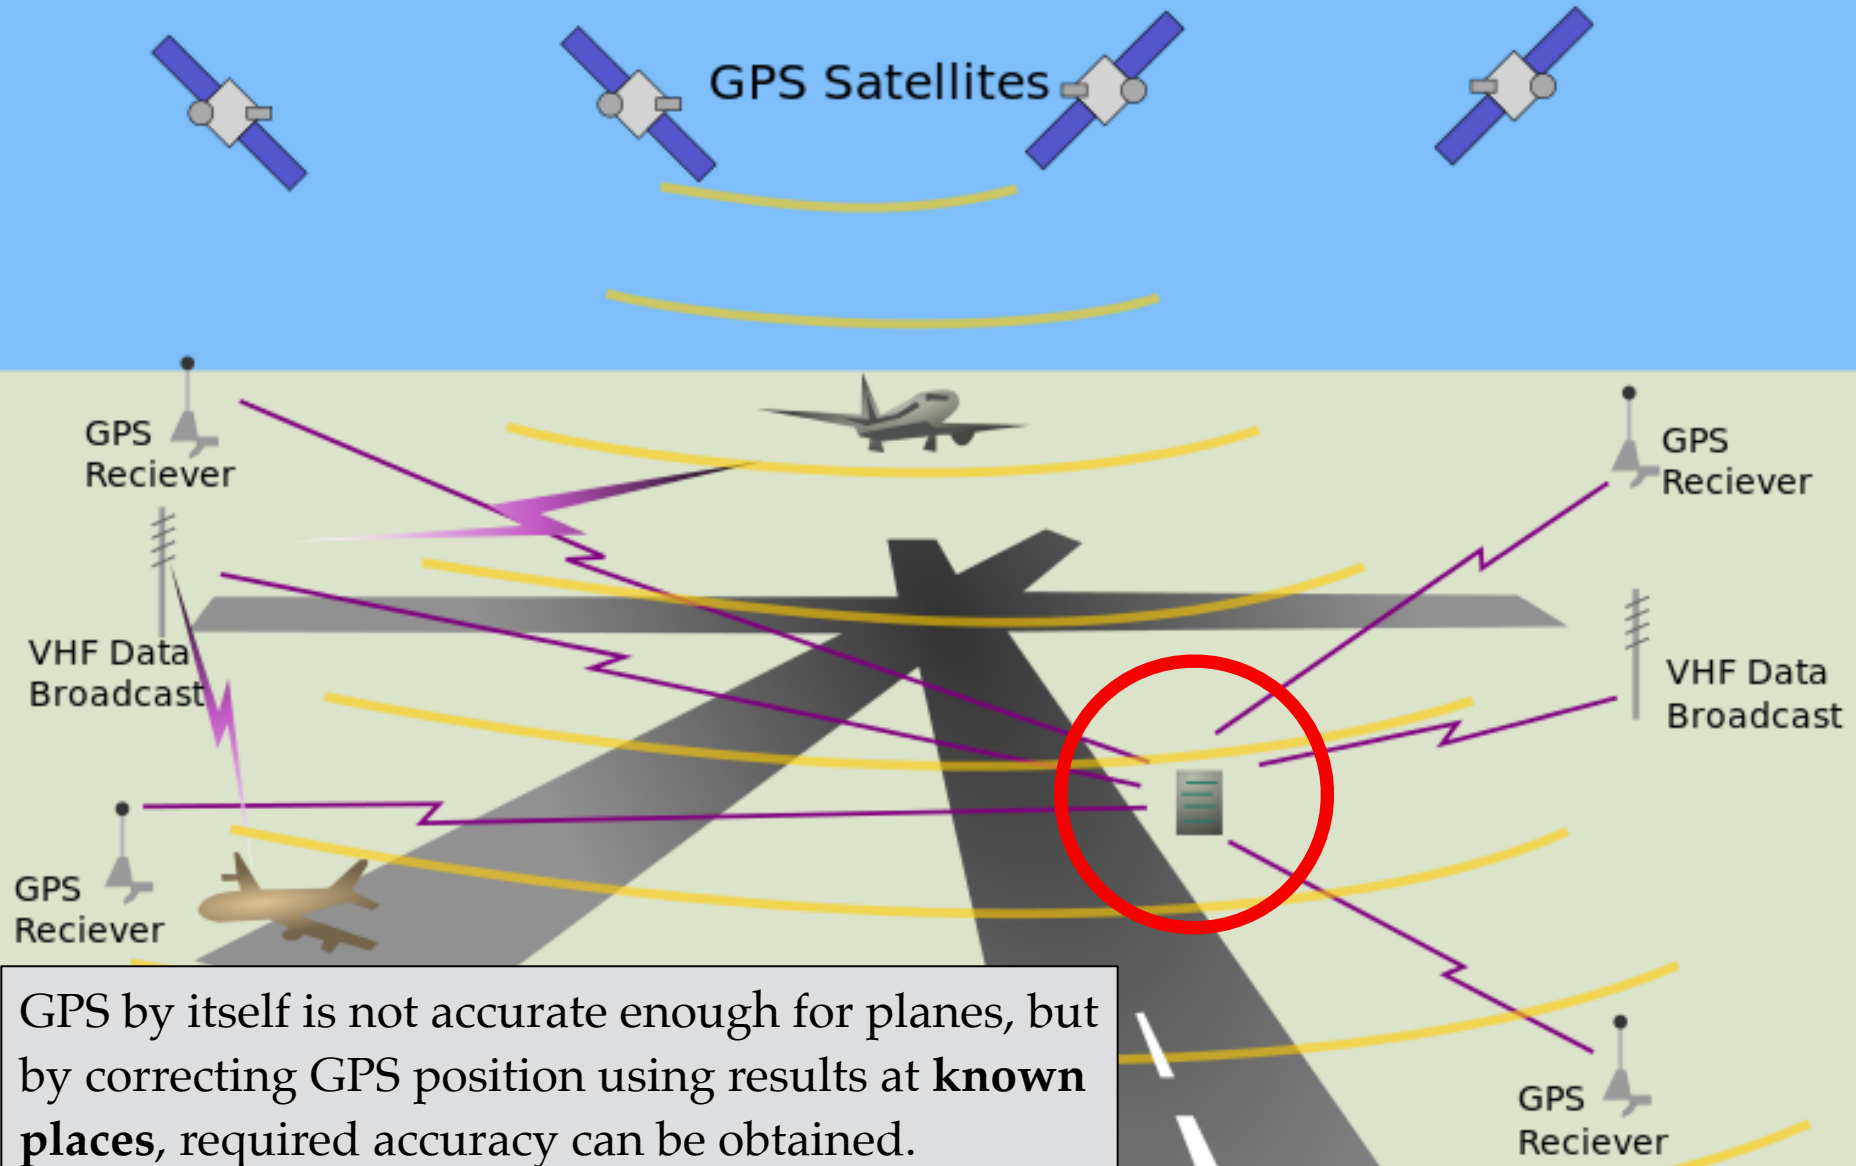 GPS Satellites
GPS
Reciever
GPS
Reciever
VHF Data
Broadcast
VHF Data
Broadcast
GPS
Reciever
GPS by itself is not accurate enough for planes, but
by correcting GPS position using results at known
places, required accuracy can be obtained.
GPS
Reciever